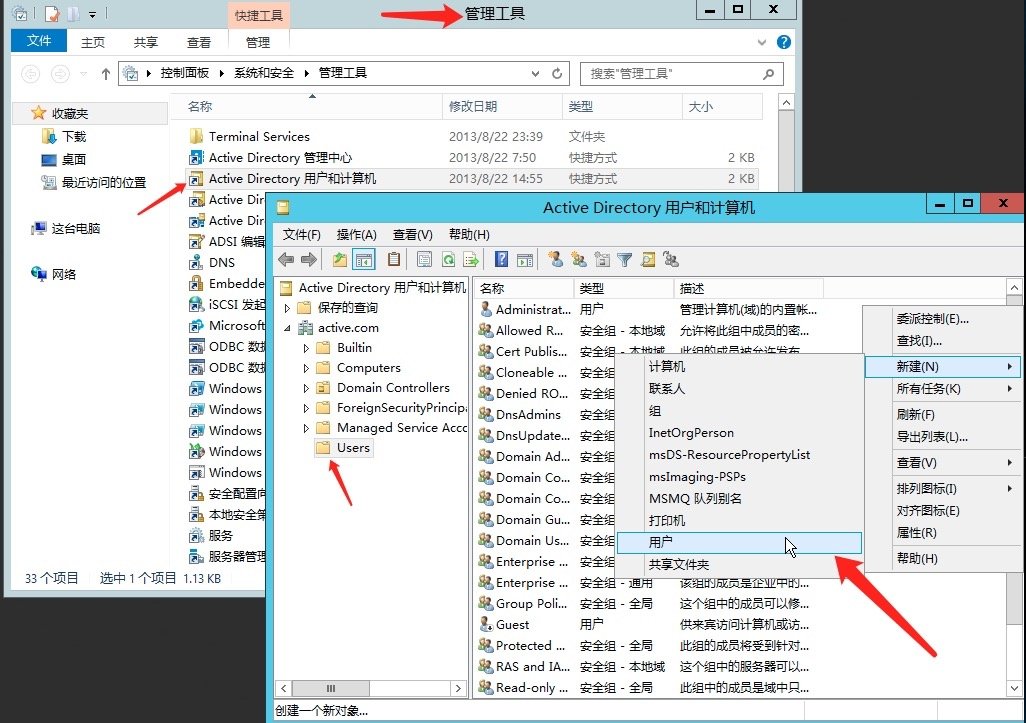 快捷工具
管理工具
文件
主页
共享
查看
管理
控制面板
系统和安全
管理工具
搜索"管理工具"
名称
修改日期
类型
大小
收藏夹
下载
桌面
最近访问的位置
这台电脑
网络
Terminal Services 2013/8/22 23:39 文件夹
Active Directory 管理中心 2013/8/22 7:50 快捷方式 2 KB
Active Directory 用户和计算机 2013/8/22 14:55 快捷方式 2 KB
Active Dir
Active Dir
ADSI 编辑
DNS
Embedde
iSCSI 发起
Microsoft
ODBC 数据
ODBC 数据
Windows
Windows
Windows
Windows
Windows
安全配置向
本地安全策
服务
服务器管理
33 个项目 选中 1 个项目 1.13 KB
Active Directory 用户和计算机
文件(F) 操作(A) 查看(V) 帮助(H)
Active Directory 用户和计算机
保存的查询
active.com
Builtin
Computers
Domain Controllers
ForeignSecurityPrincipa
Managed Service Acco
Users
名称 类型 描述
Administrat... 用户 管理计算机(域)的内置帐...
Allowed R... 安全组 - 本地域 允许将此组中成员的密...
Cert Publis... 安全组 - 本地域 此组的成员被允许发布
Cloneable ... 安全组
Denied RO... 安全组
DnsAdmins 安全组
DnsUpdate... 安全组
Domain Ad... 安全组
Domain Co... 安全组
Domain Co... 安全组
Domain Gu... 安全组
Domain Us... 安全组
Enterprise ... 安全组
Enterprise ... 安全组 - 通用 该组的成员是企业中的...
Group Poli... 安全组 - 全局 这个组中的成员可以修...
Guest 用户 供来宾访问计算机或访...
Protected ... 安全组 - 全局 此组的成员将受到针对...
RAS and IA... 安全组 - 本地域 这个组中的服务器可以...
Read-only ... 安全组 - 全局 此组中的成员是域中只...
计算机
联系人
组
InetOrgPerson
msDS-ResourcePropertyList
msImaging-PSPs
MSMQ 队列别名
打印机
用户
共享文件夹
委派控制(E)...
查找(I)...
新建(N)
所有任务(K)
刷新(F)
导出列表(L)...
查看(V)
排列图标(I)
对齐图标(E)
属性(R)
帮助(H)
创建一个新对象...